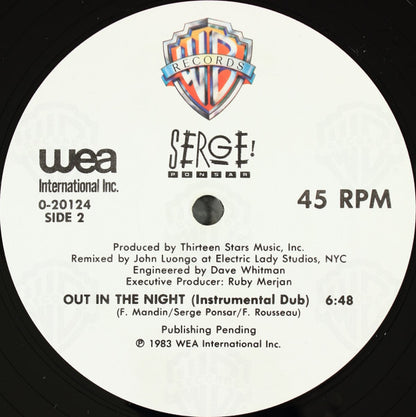 WB
RECORDS
SERGE!
PONSAR
wea
International Inc.
0-20124
SIDE 2
45 RPM
Produced by Thirteen Stars Music, Inc.
Remixed by John Luongo at Electric Lady Studios, NYC
Engineered by Dave Whitman
Executive Producer: Ruby Merjan
OUT IN THE NIGHT (Instrumental Dub) 6:48
(F. Mandin/Serge Ponsar/F. Rousseau)
Publishing Pending
℗ 1983 WEA International Inc.